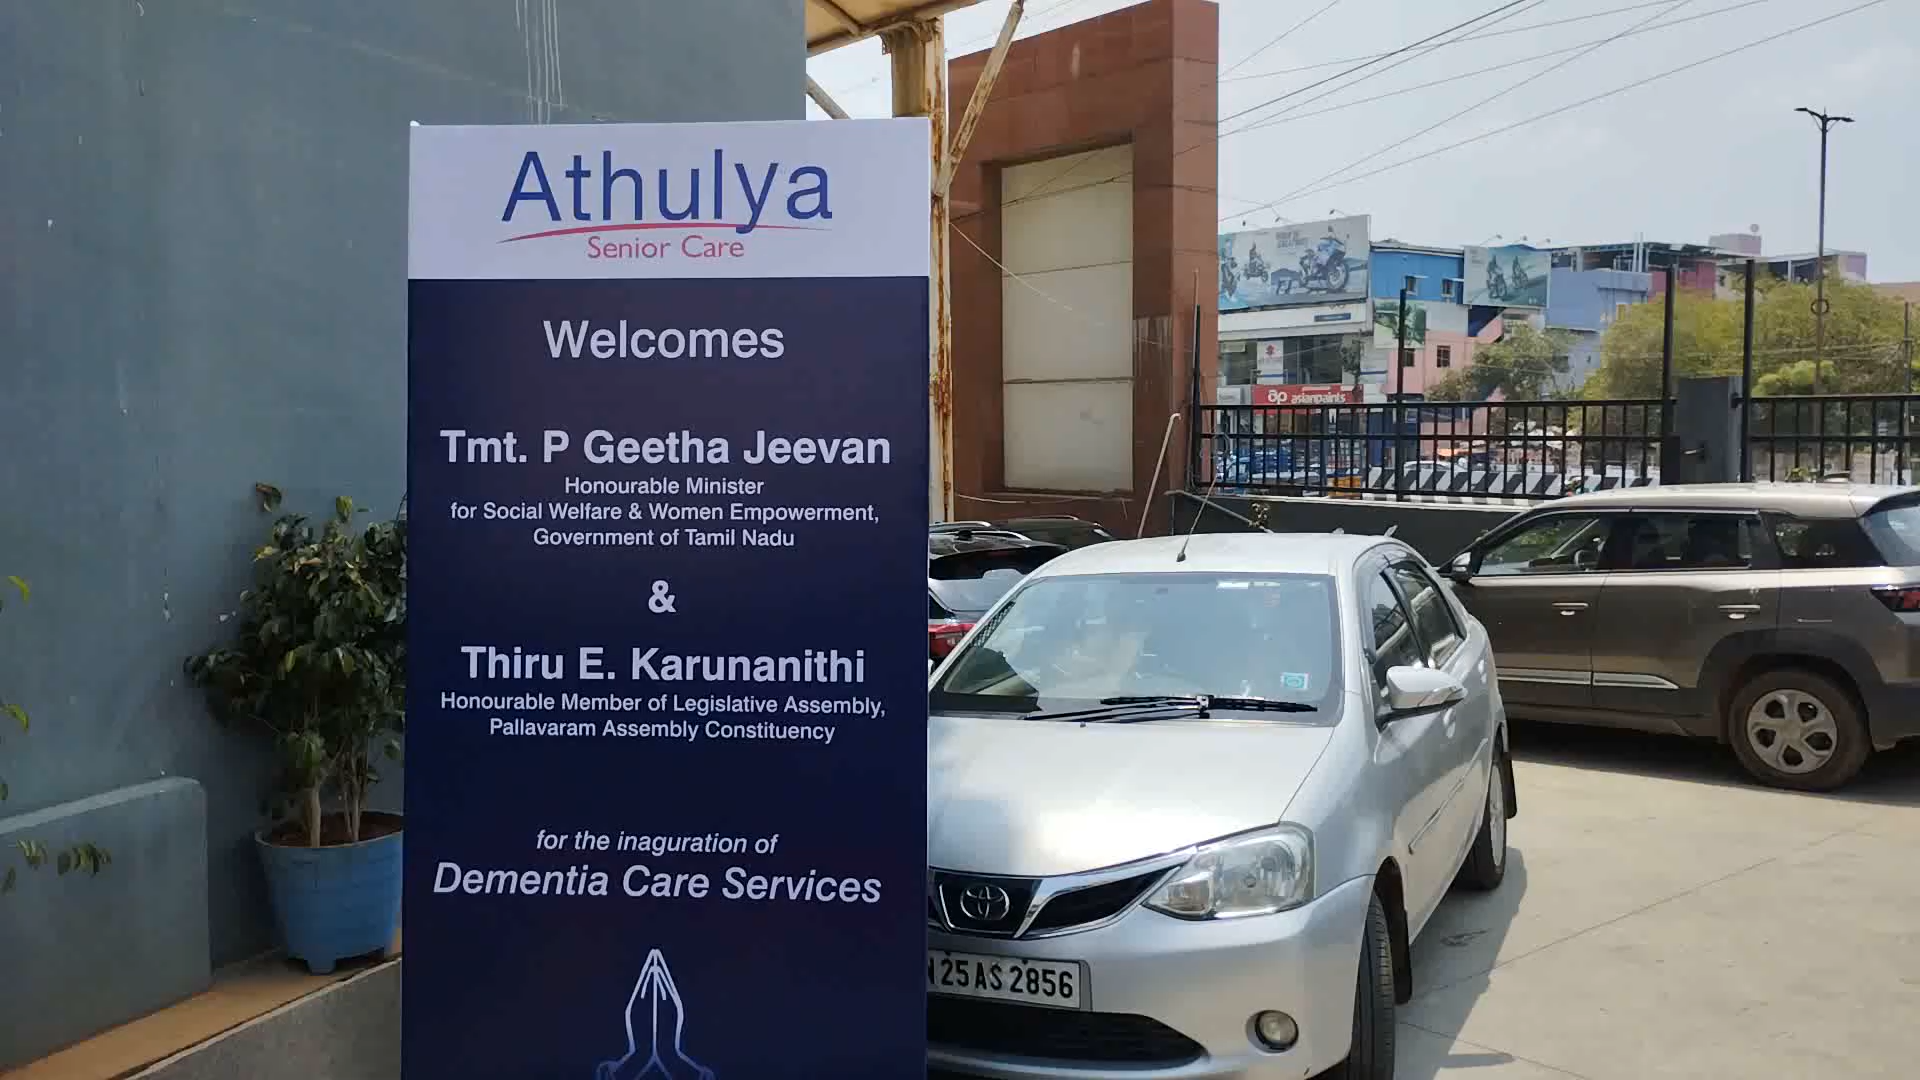 Athulya
Senior Care
Welcomes
Tmt. P Geetha Jeevan
Honourable Minister
for Social Welfare & Women Empowerment,
Government of Tamil Nadu
&
Thiru E. Karunanithi
Honourable Member of Legislative Assembly,
Pallavaram Assembly Constituency
for the inaguration of
Dementia Care Services
25 AS 2856
ap asianpaints